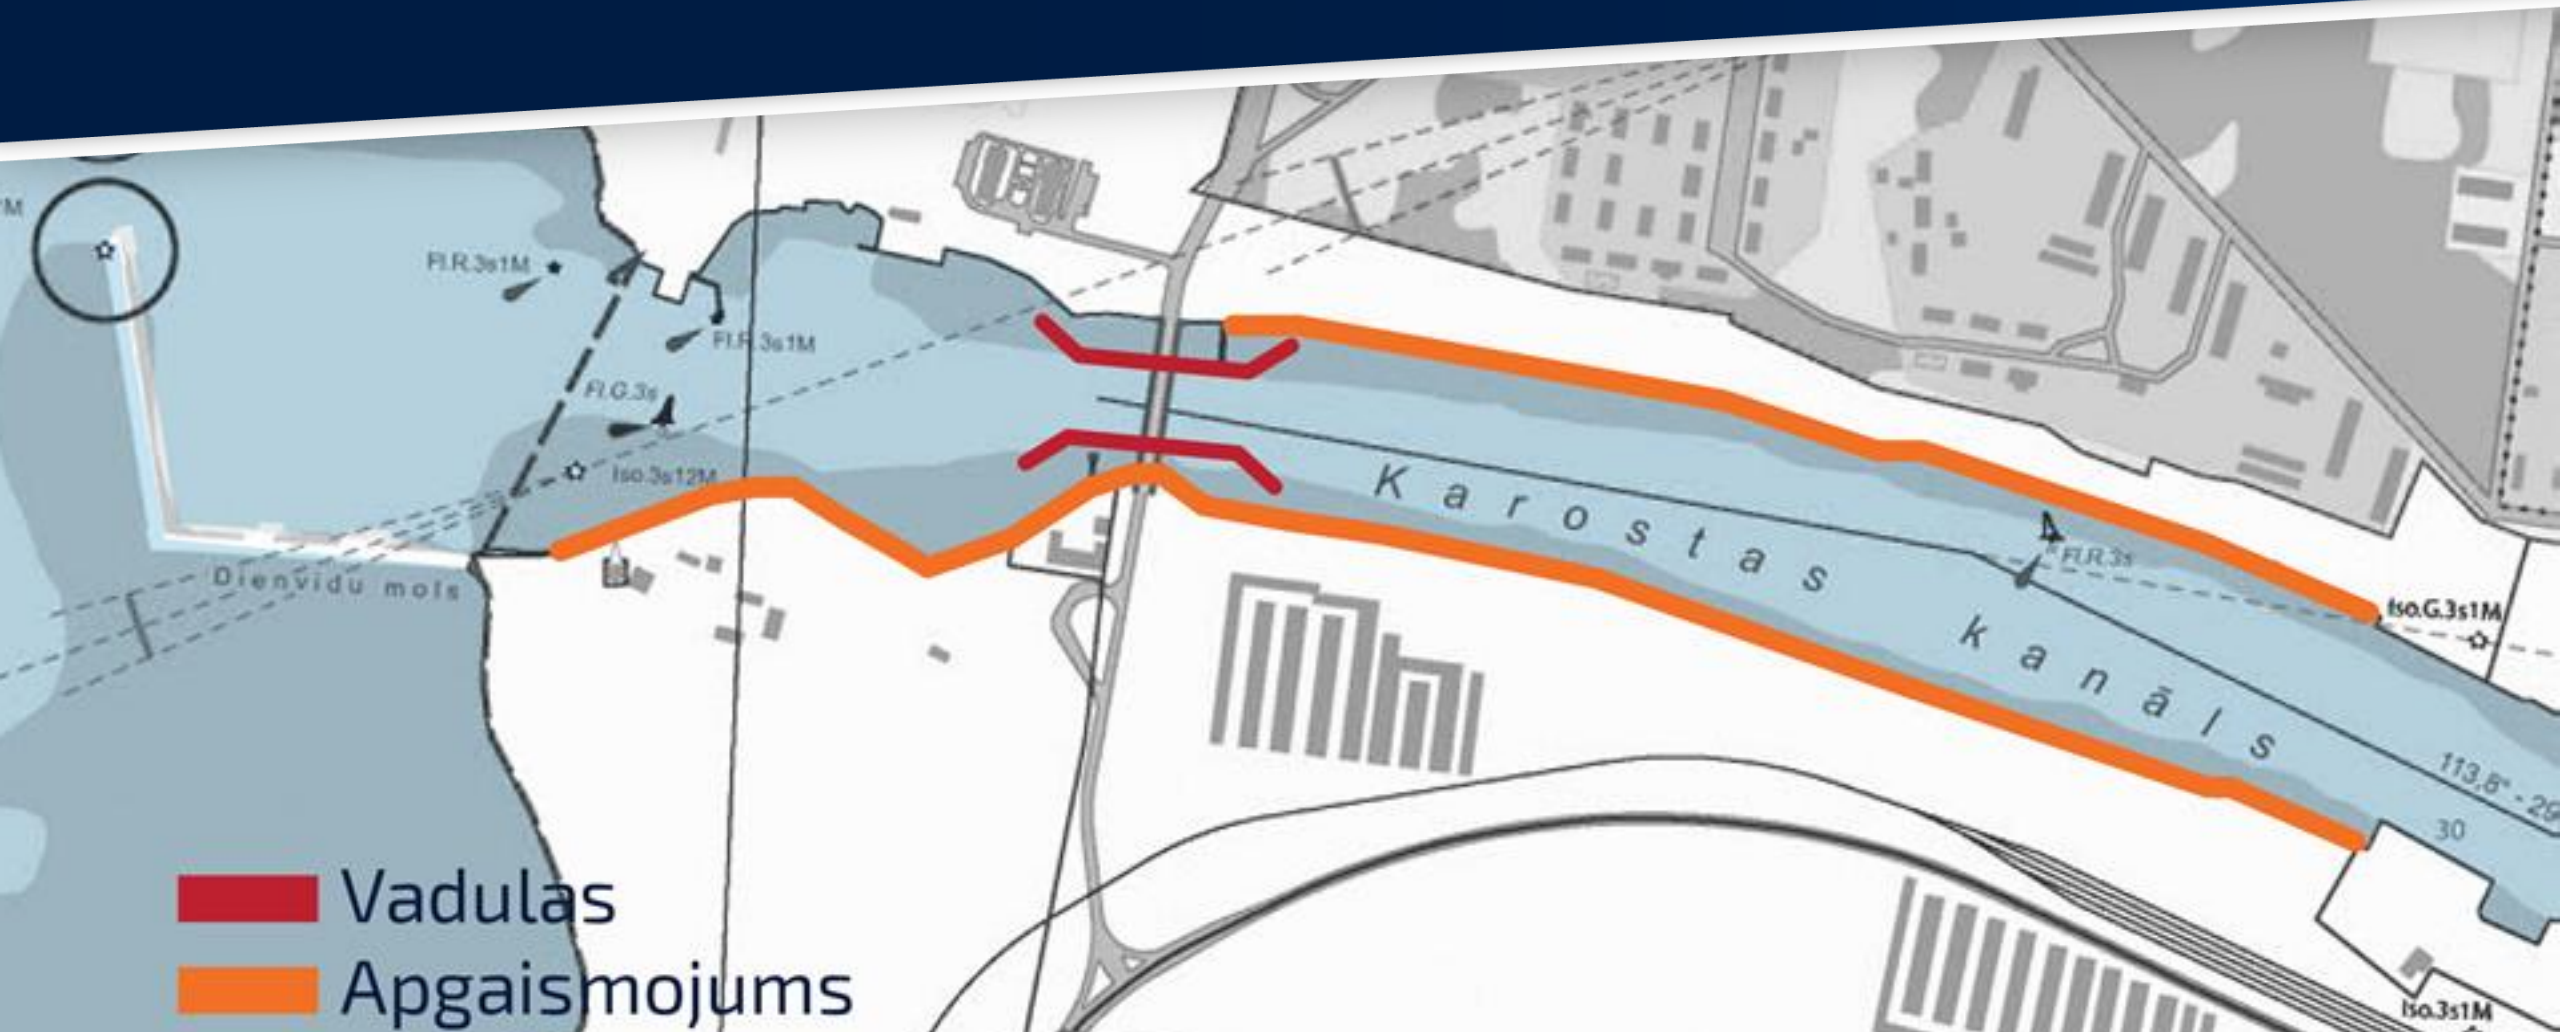 Fl.R.3s1M
Fl.R.3s1M
Fl.G.3s
Iso.3s12M
Dienvidu mols
Karostas kanāls
Fl.R.3s
Iso.G.3s1M
113,8° - 29
30
Iso.3s1M
Vadulas
Apgaismojums